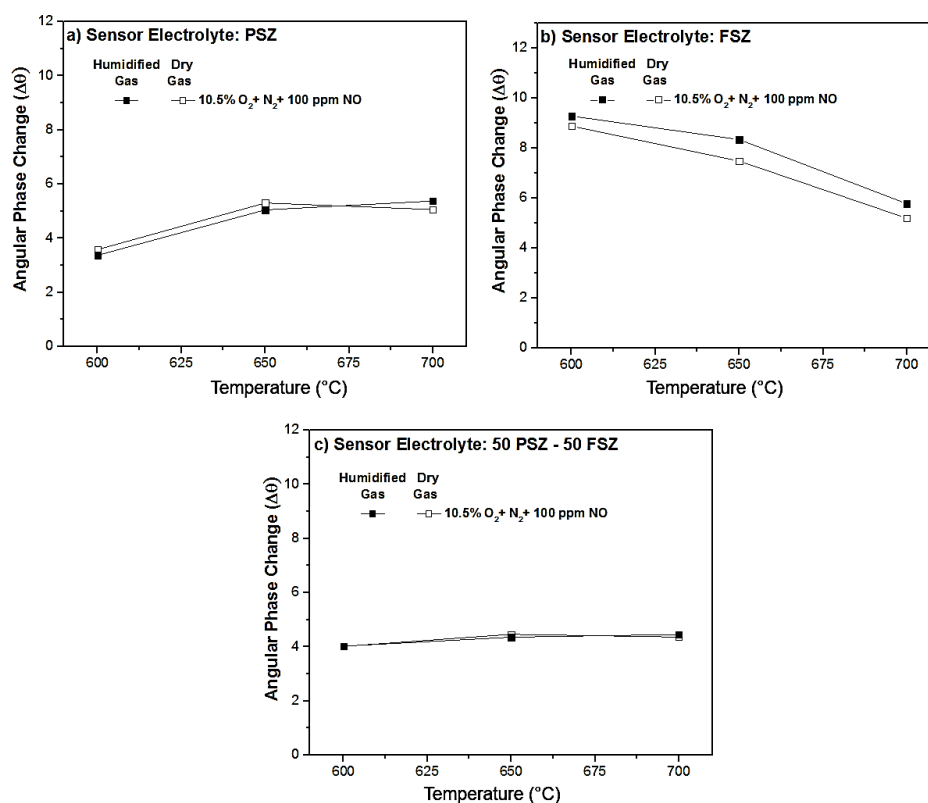 a) Sensor Electrolyte: PSZ
Humidified Dry
Gas Gas
10.5% O2+ N2+ 100 ppm NO
12
10
8
6
4
2
0
Angular Phase Change (Δθ)
600 625 650 675 700
Temperature (°C)
b) Sensor Electrolyte: FSZ
Humidified Dry
Gas Gas
10.5% O2+ N2+ 100 ppm NO
12
10
8
6
4
2
0
Angular Phase Change (Δθ)
600 625 650 675 700
Temperature (°C)
c) Sensor Electrolyte: 50 PSZ - 50 FSZ
Humidified Dry
Gas Gas
10.5% O2+ N2+ 100 ppm NO
12
10
8
6
4
2
0
Angular Phase Change (Δθ)
600 625 650 675 700
Temperature (°C)